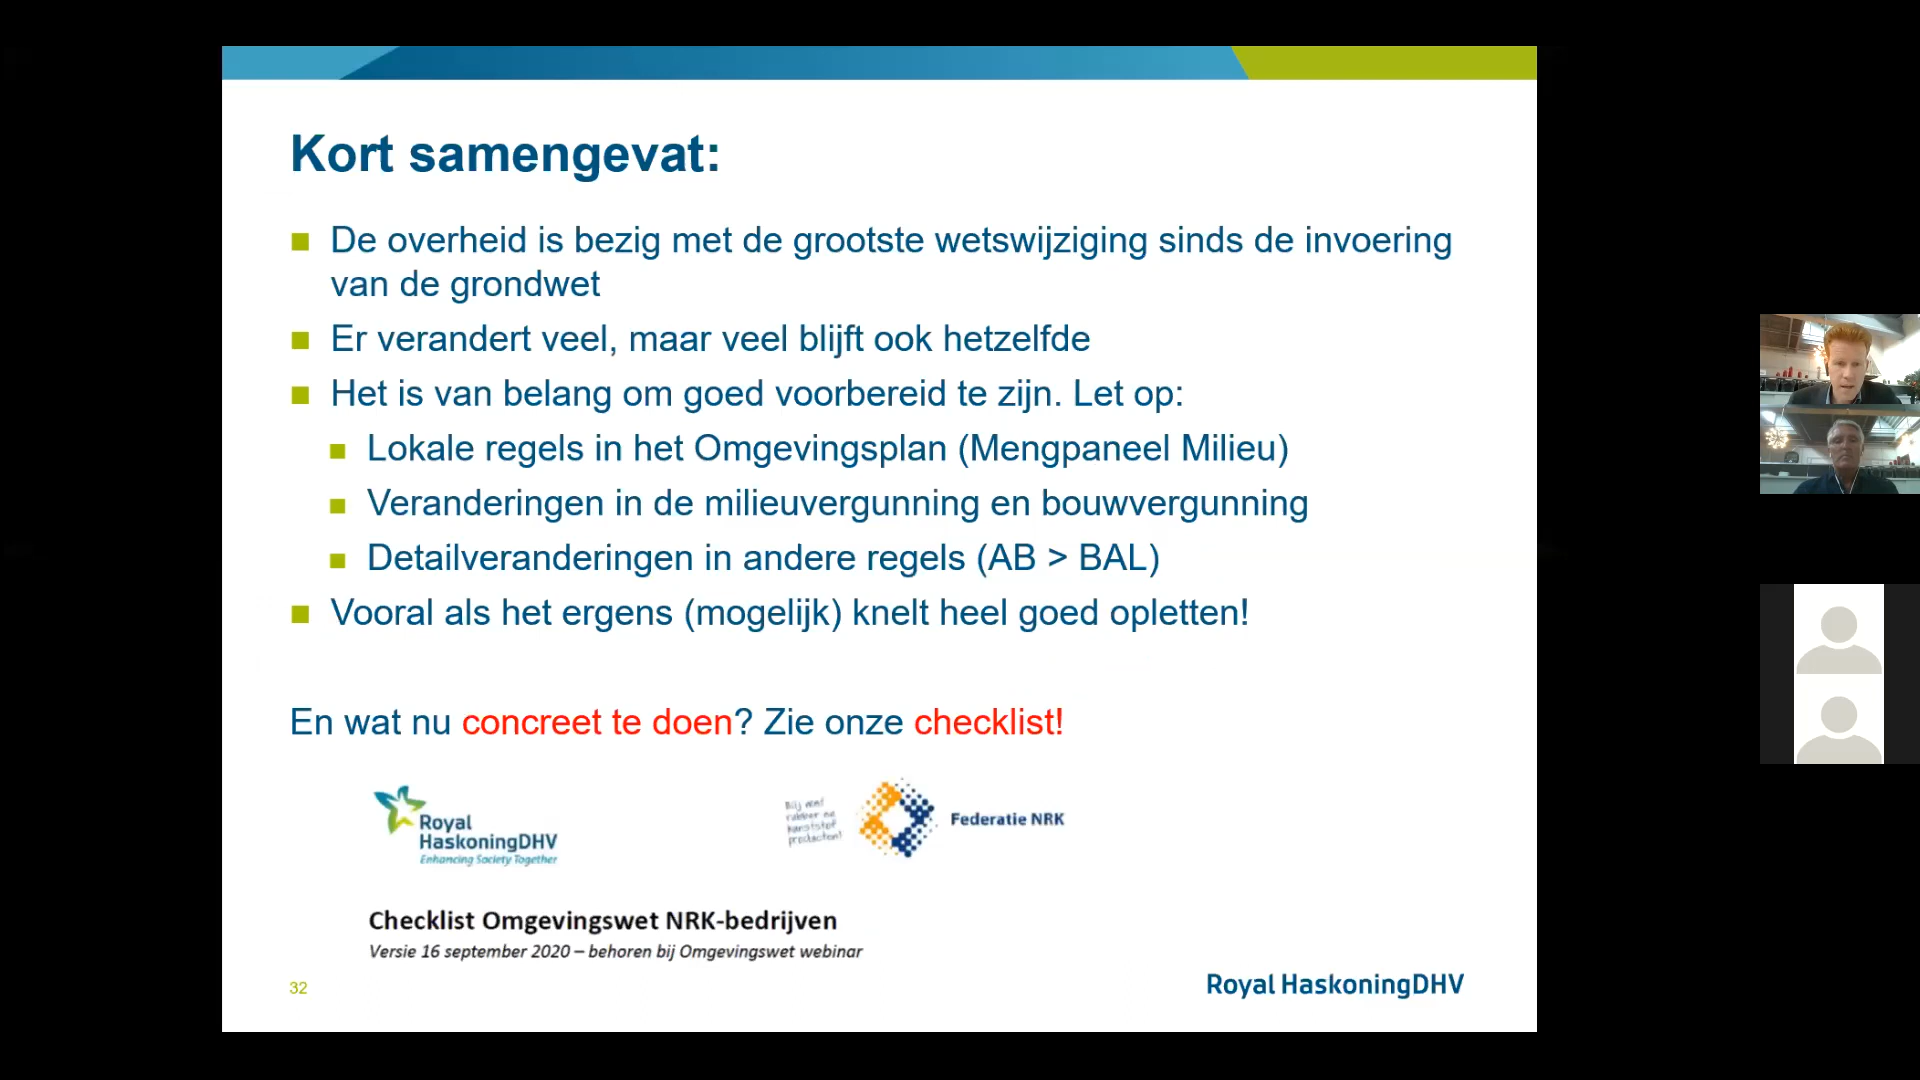 Kort samengevat:
De overheid is bezig met de grootste wetswijziging sinds de invoering
van de grondwet
Er verandert veel, maar veel blijft ook hetzelfde
Het is van belang om goed voorbereid te zijn. Let op:
Lokale regels in het Omgevingsplan (Mengpaneel Milieu)
Veranderingen in de milieuvergunning en bouwvergunning
Detailveranderingen in andere regels (AB > BAL)
Vooral als het ergens (mogelijk) knelt heel goed opletten!
En wat nu concreet te doen? Zie onze checklist!
Royal
HaskoningDHV
Enhancing Society Together
rubber en
kunststof
producten!
Federatie NRK
Checklist Omgevingswet NRK-bedrijven
Versie 16 september 2020 – behoren bij Omgevingswet webinar
32
Royal HaskoningDHV